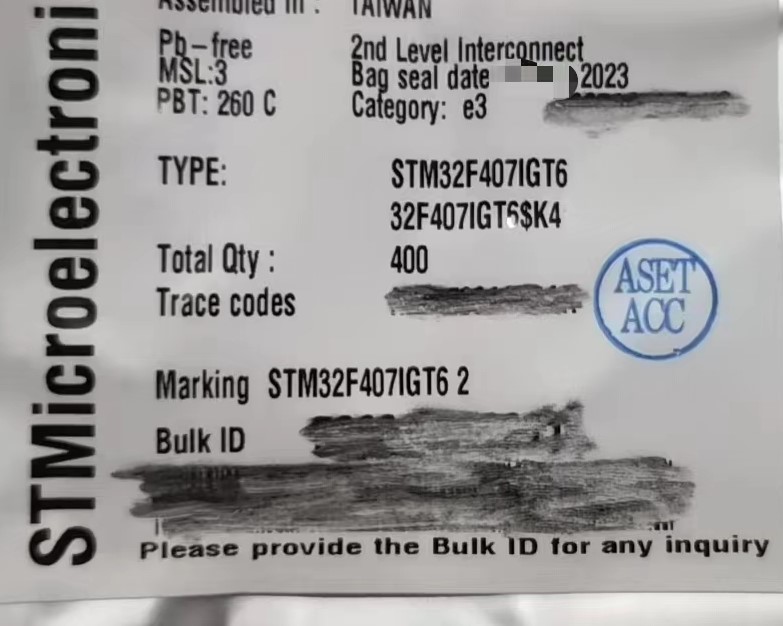 STMicroelectroni
Assembled in : TAIWAN
Pb-free 2nd Level Interconnect
MSL:3 Bag seal date 2023
PBT: 260 C Category: e3
TYPE: STM32F407IGT6
32F407IGT6$K4
Total Qty : 400
Trace codes
ASET
ACC
Marking STM32F407IGT6 2
Bulk ID
Please provide the Bulk ID for any inquiry